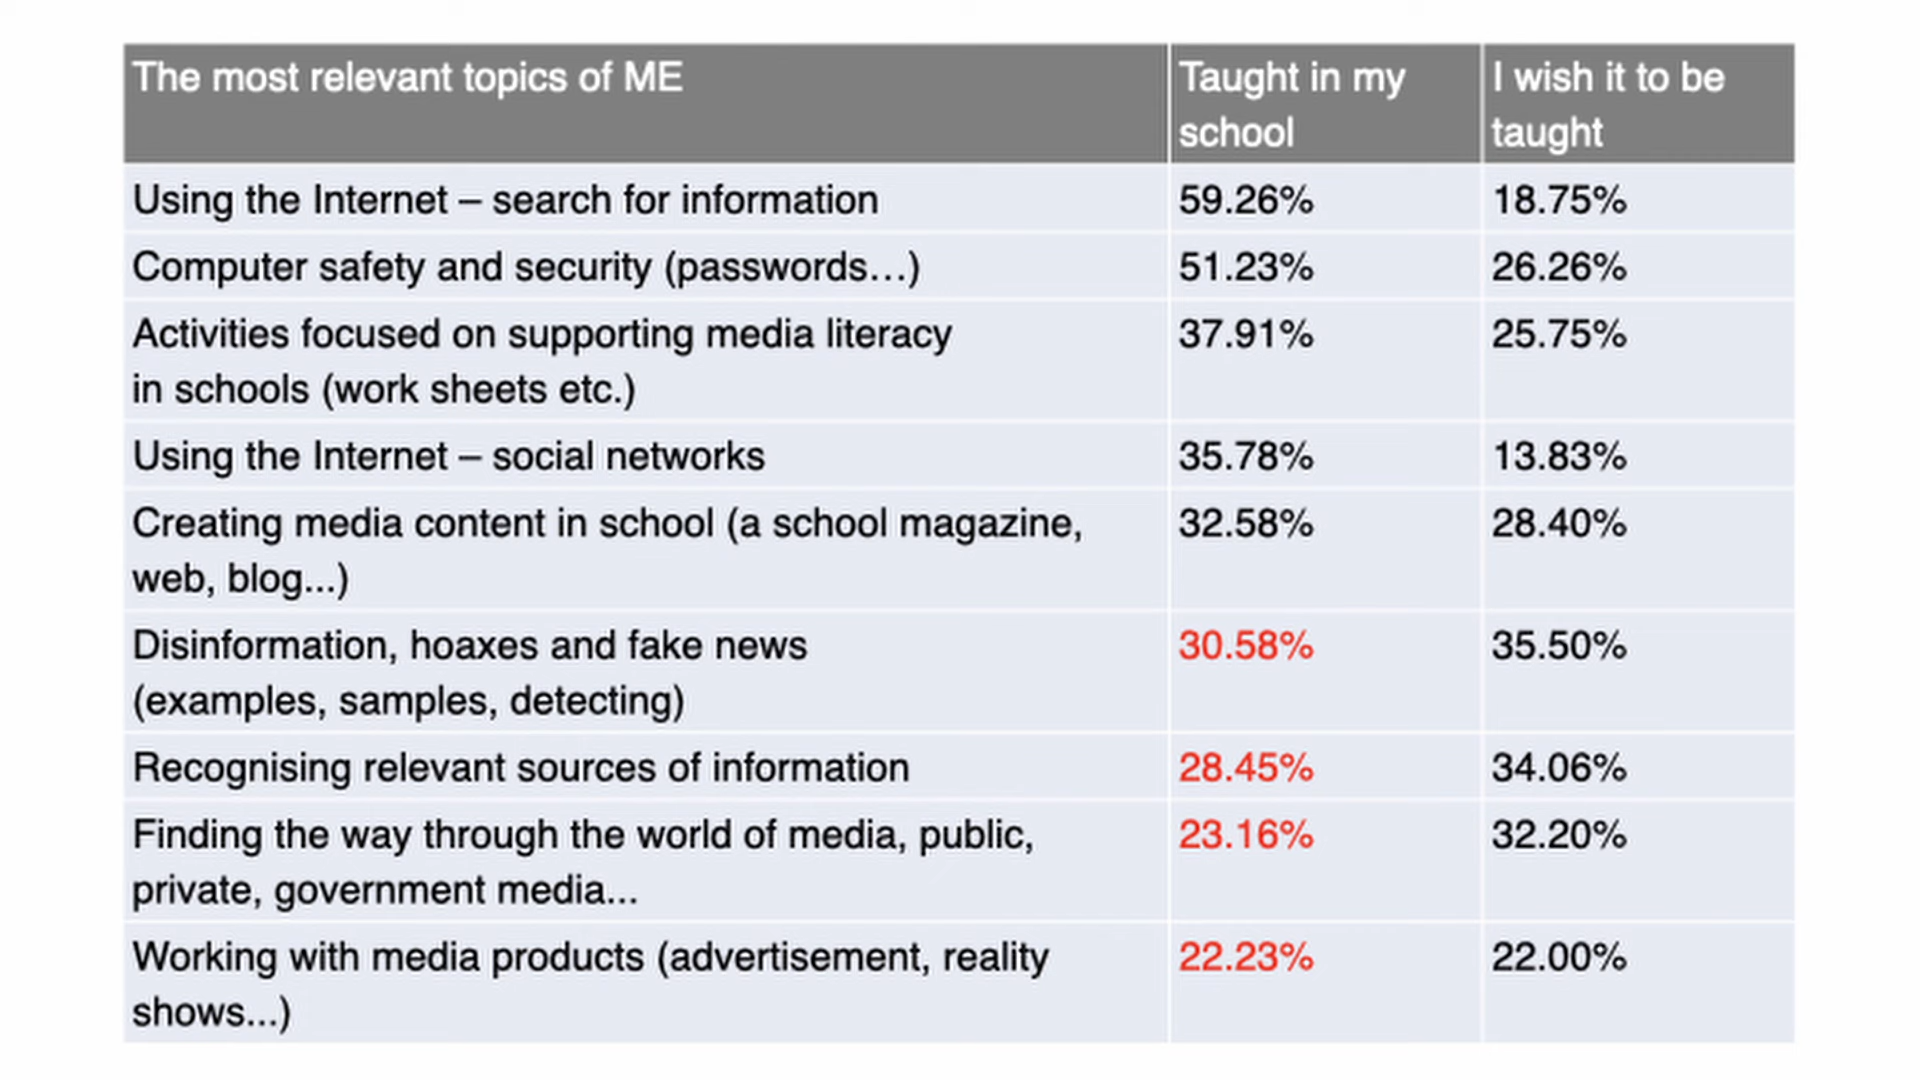 The most relevant topics of ME
Taught in my
school
I wish it to be
taught
Using the Internet – search for information
59.26%
18.75%
Computer safety and security (passwords…)
51.23%
26.26%
Activities focused on supporting media literacy
in schools (work sheets etc.)
37.91%
25.75%
Using the Internet – social networks
35.78%
13.83%
Creating media content in school (a school magazine,
web, blog...)
32.58%
28.40%
Disinformation, hoaxes and fake news
(examples, samples, detecting)
30.58%
35.50%
Recognising relevant sources of information
28.45%
34.06%
Finding the way through the world of media, public,
private, government media...
23.16%
32.20%
Working with media products (advertisement, reality
shows...)
22.23%
22.00%